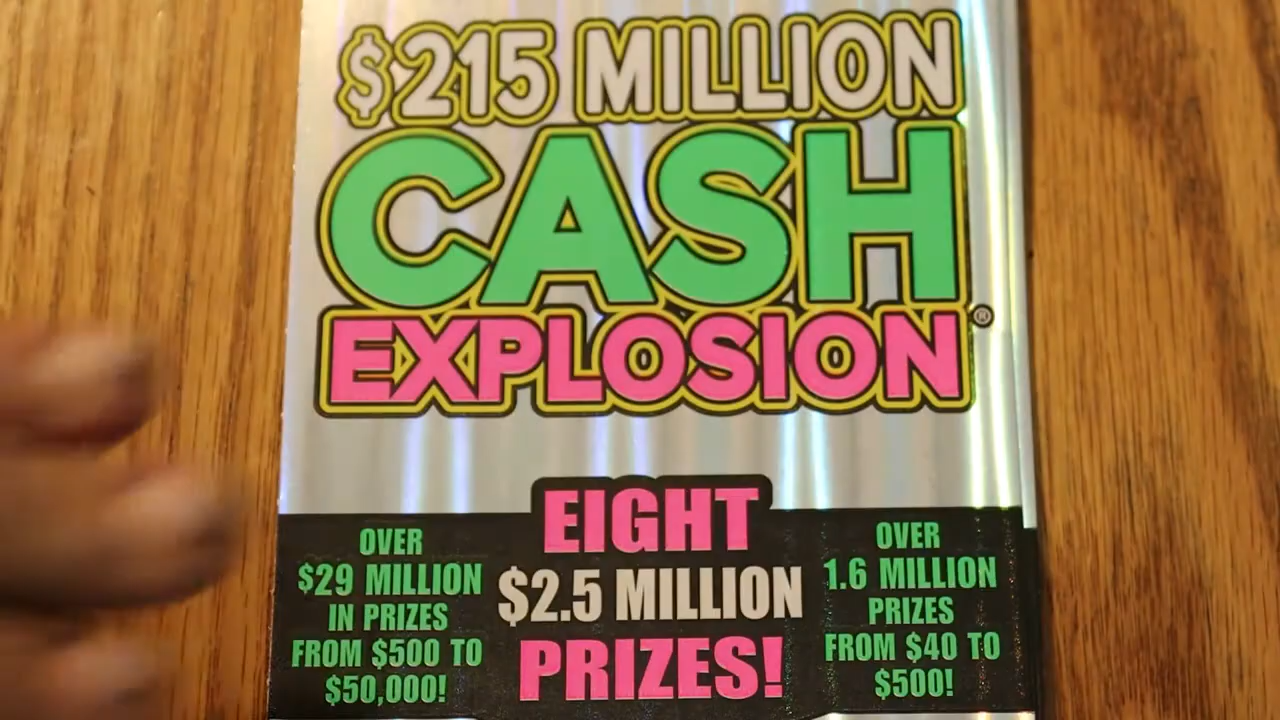 $215 MILLION
CASH
EXPLOSION®
OVER
$29 MILLION
IN PRIZES
FROM $500 TO
$50,000!
EIGHT
$2.5 MILLION
PRIZES!
OVER
1.6 MILLION
PRIZES
FROM $40 TO
$500!